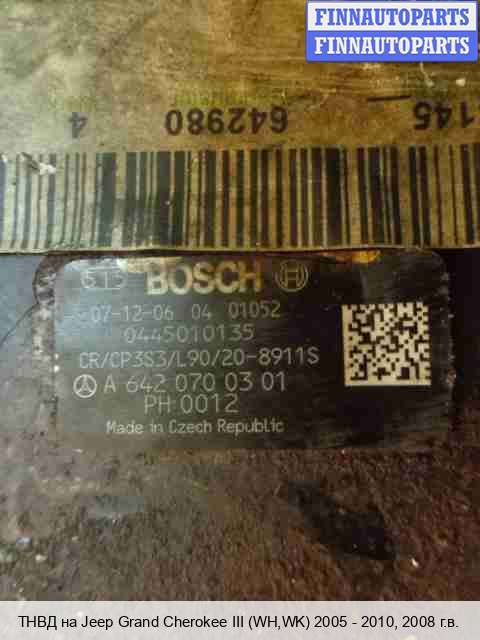 FINNAUTOPARTS
FINNAUTOPARTS
4 642980 145
BOSCH
07-12-06 04 01052
0445010135
CR/CP3S3/L90/20-8911S
A 642 070 03 01
PH 0012
Made in Czech Republic
ТНВД на Jeep Grand Cherokee III (WH,WK) 2005 - 2010, 2008 г.в.